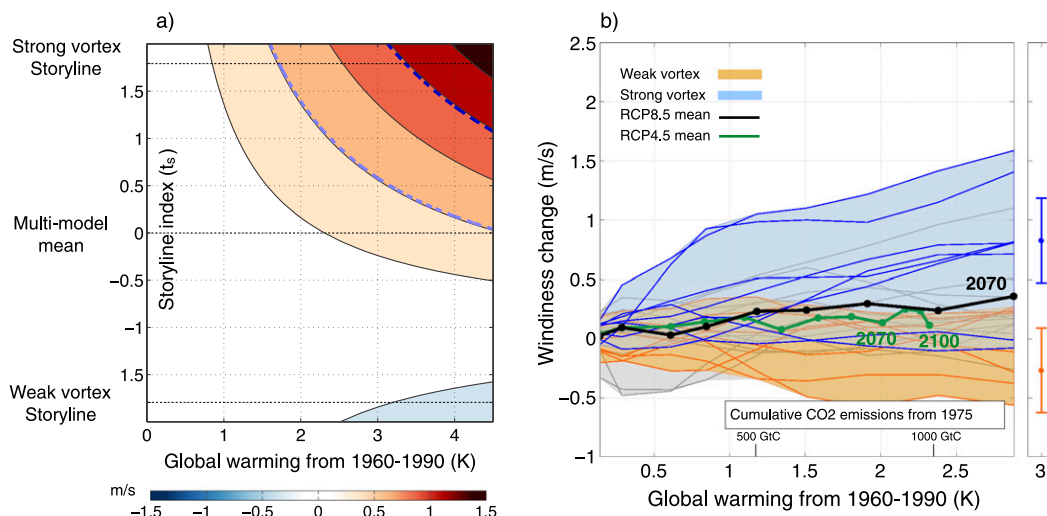 a)
Strong vortex
Storyline
Multi-model
mean
Weak vortex
Storyline
Storyline index (ts)
1.5
1
0.5
0
−0.5
−1
1.5
0 1 2 3 4
Global warming from 1960-1990 (K)
m/s
−1.5 −1 −0.5 0 0.5 1 1.5
b)
Windiness change (m/s)
2.5
2
1.5
1
0.5
0
−0.5
−1
Weak vortex
Strong vortex
RCP8.5 mean
RCP4.5 mean
2070
2070
2100
Cumulative CO2 emissions from 1975
500 GtC
1000 GtC
0.5 1 1.5 2 2.5 3
Global warming from 1960-1990 (K)